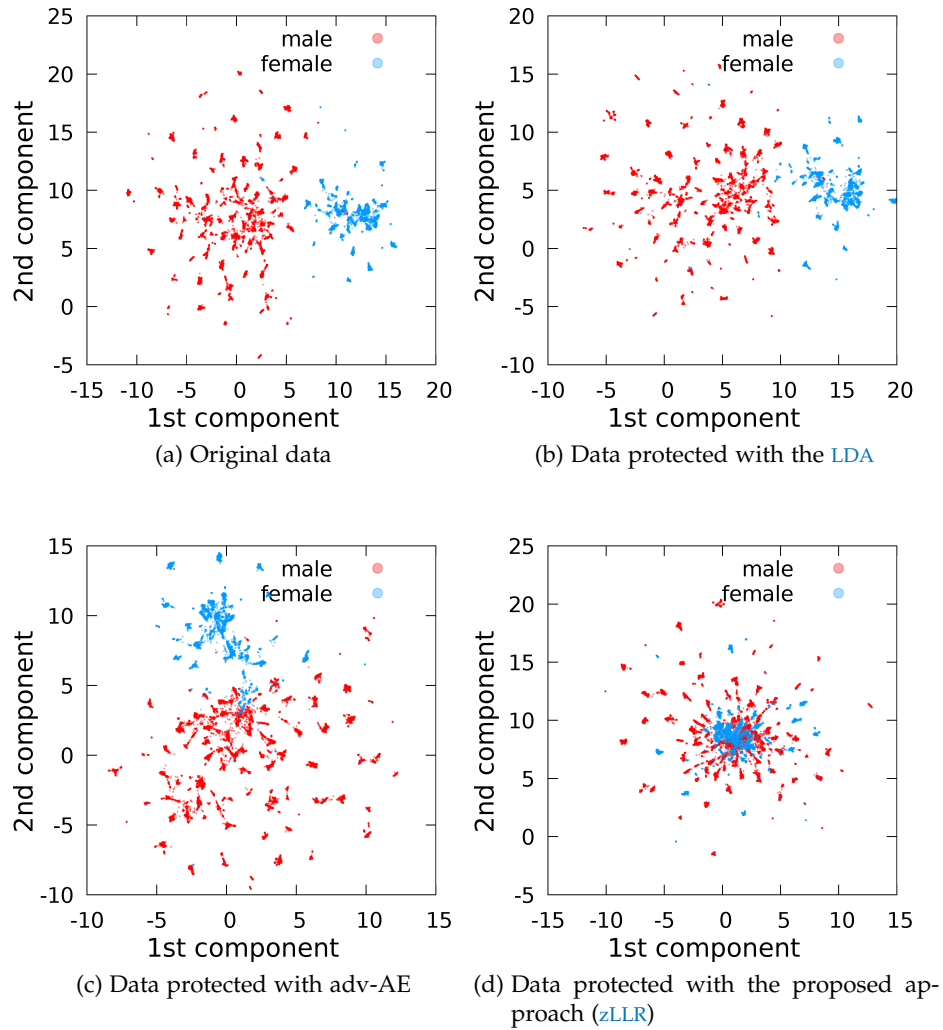 25
20
15
10
5
0
-5
-15 -10 -5 0 5 10 15 20
2nd component
1st component
male
female
(a) Original data
20
15
10
5
0
-5
-10
-10 -5 0 5 10 15 20
2nd component
1st component
male
female
(b) Data protected with the LDA
15
10
5
0
-5
-10
-10 -5 0 5 10 15
2nd component
1st component
male
female
(c) Data protected with adv-AE
25
20
15
10
5
0
-5
-15 -10 -5 0 5 10 15
2nd component
1st component
male
female
(d) Data protected with the proposed ap-
proach (zLLR)